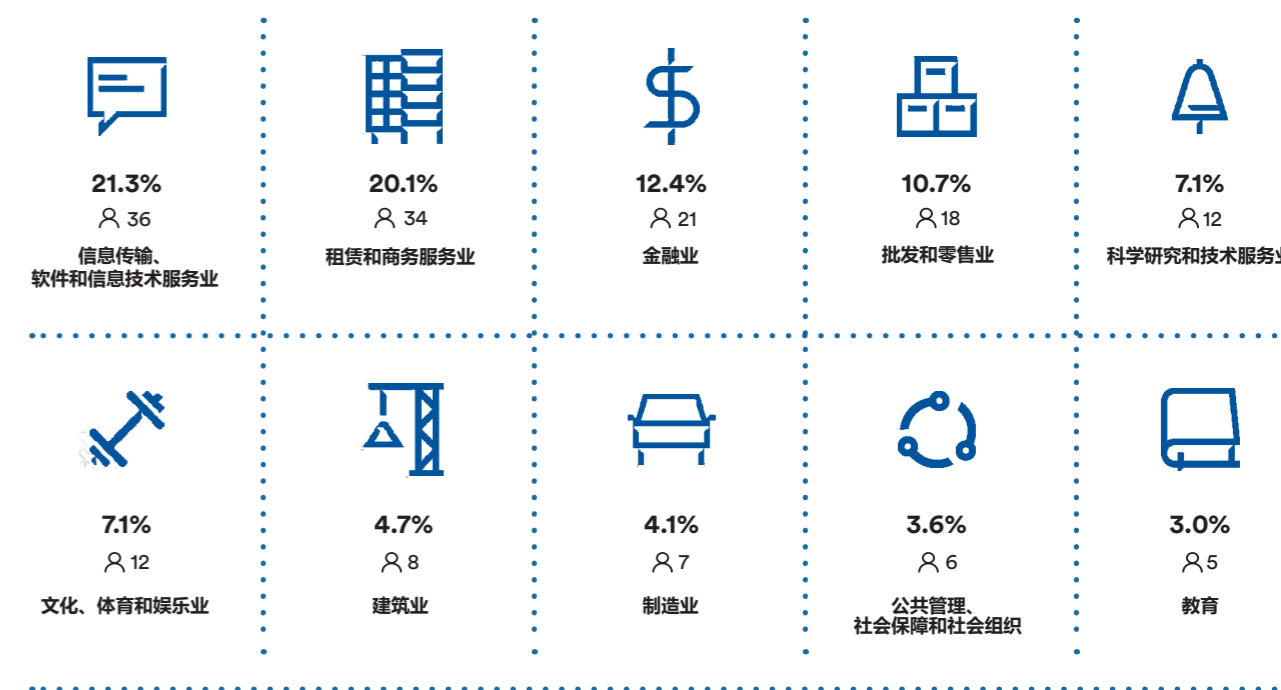 21.3%
36
信息传输、
软件和信息技术服务业
20.1%
34
租赁和商务服务业
12.4%
21
金融业
10.7%
18
批发和零售业
7.1%
12
科学研究和技术服务业
7.1%
12
文化、体育和娱乐业
4.7%
8
建筑业
4.1%
7
制造业
3.6%
6
公共管理、
社会保障和社会组织
3.0%
5
教育